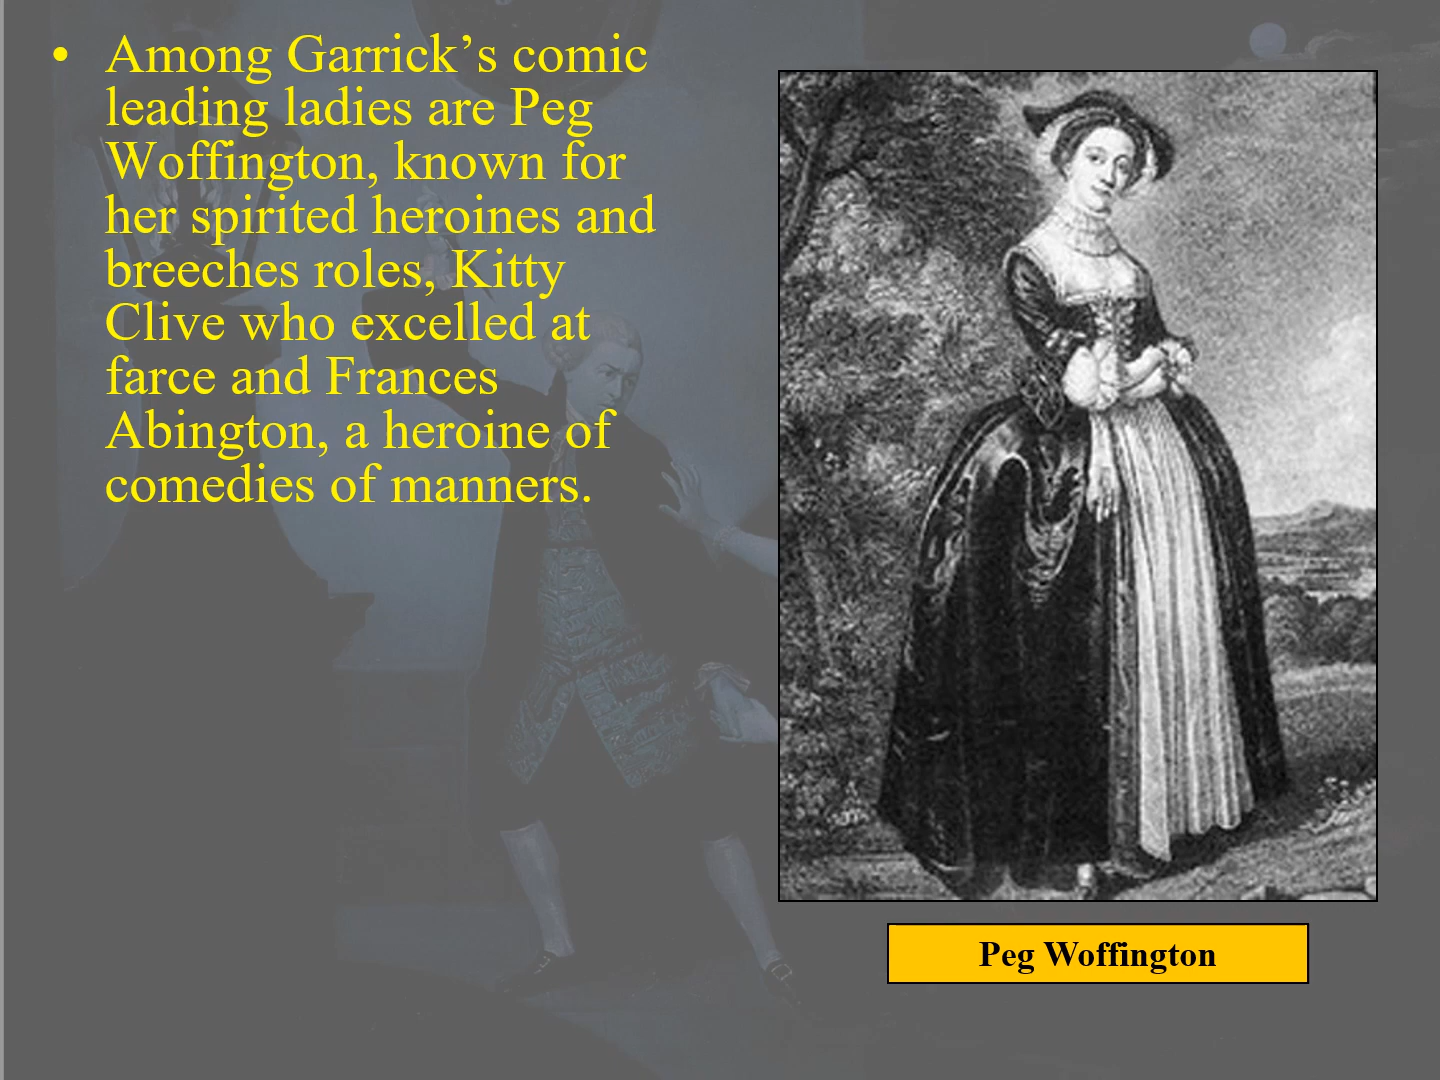 • Among Garrick’s comic
leading ladies are Peg
Woffington, known for
her spirited heroines and
breeches roles, Kitty
Clive who excelled at
farce and Frances
Abington, a heroine of
comedies of manners.
Peg Woffington